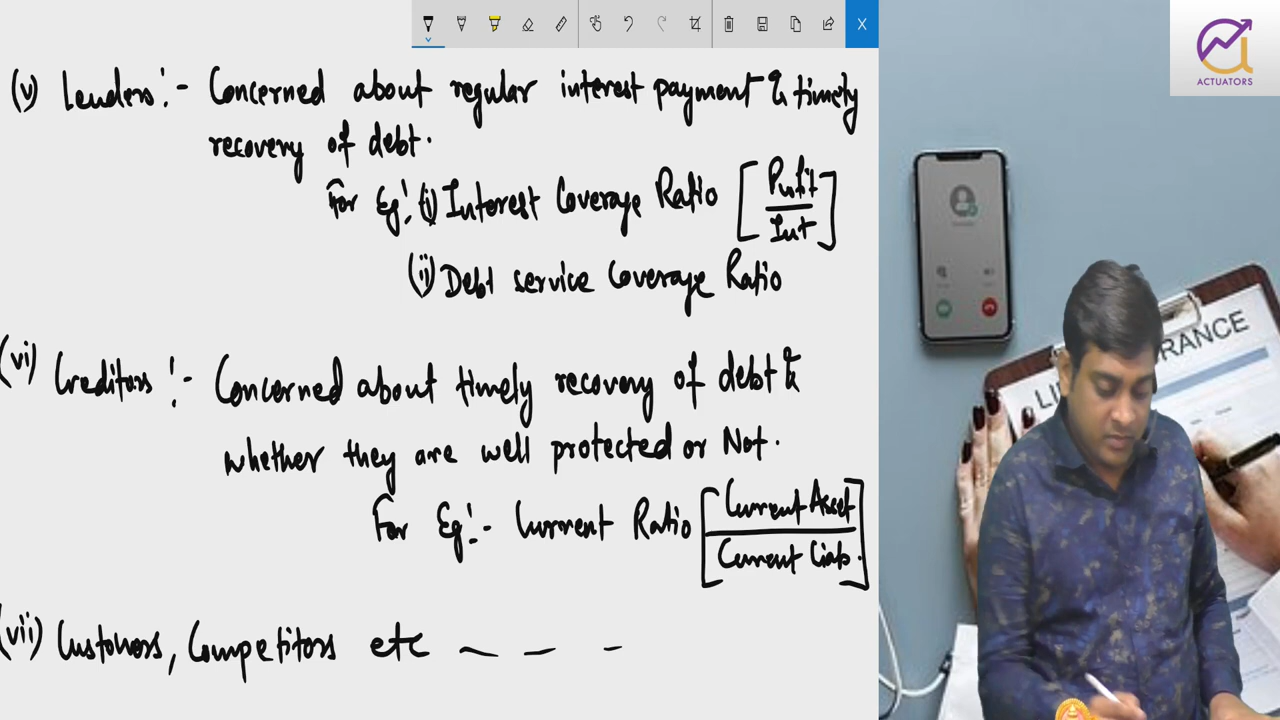 (v) Lenders :- Concerned about regular interest payment & timely
recovery of debt.
For Eg: (i) Interest Coverage Ratio [Profit / Int]
(ii) Debt service Coverage Ratio
(vi) Creditors :- Concerned about timely recovery of debt &
whether they are well protected or Not.
For Eg :- Current Ratio [Current Asset / Current Liab.]
(vii) Customers, Competitors etc — — -
X
ACTUATORS
LI
RANCE